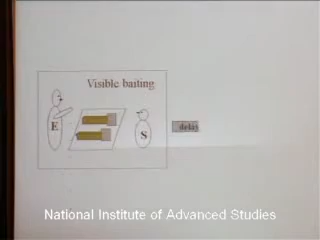 Visible baiting
E
S
delay
National Institute of Advanced Studies